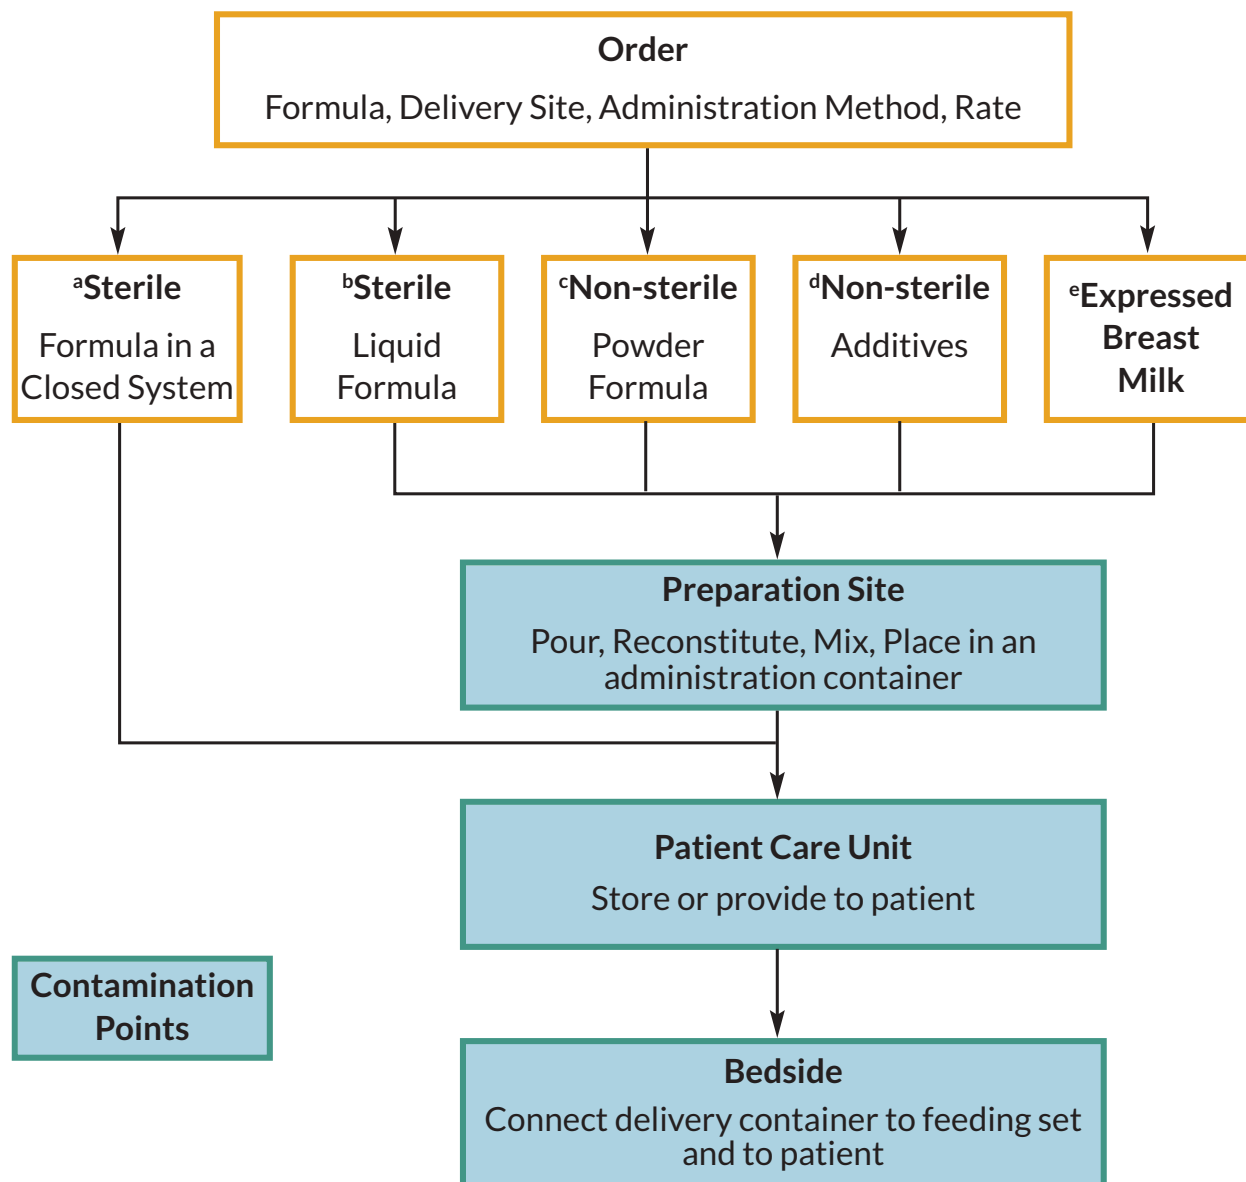 Order
Formula, Delivery Site, Administration Method, Rate
ᵃSterile
Formula in a
Closed System
ᵇSterile
Liquid
Formula
ᶜNon-sterile
Powder
Formula
ᵈNon-sterile
Additives
ᵉExpressed
Breast
Milk
Preparation Site
Pour, Reconstitute, Mix, Place in an
administration container
Patient Care Unit
Store or provide to patient
Contamination
Points
Bedside
Connect delivery container to feeding set
and to patient